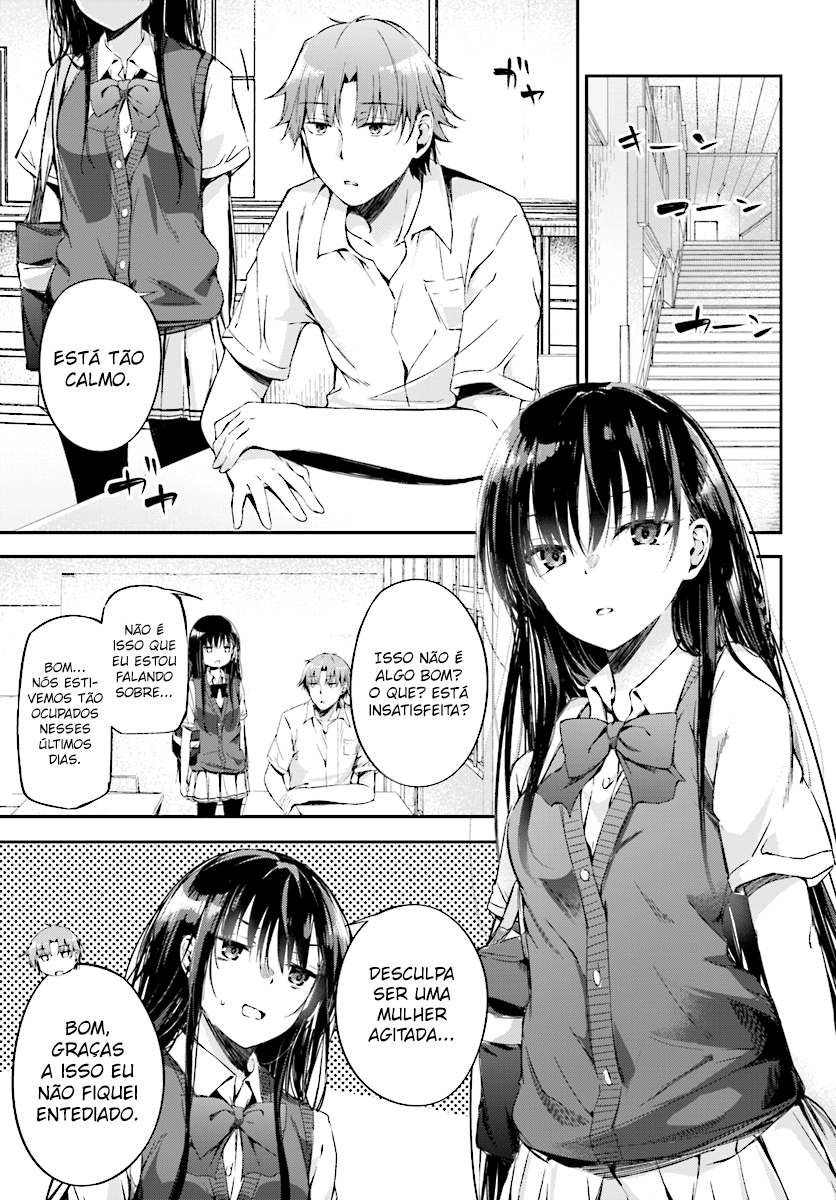 キーン
コーン
カーン
ガヤ
ガヤ
ESTÁ TÃO
CALMO.
ISSO NÃO É
ALGO BOM?
O QUE? ESTÁ
INSATISFEITA?
NÃO É
ISSO QUE
EU ESTOU
FALANDO
SOBRE...
BOM...
NÓS ESTI-
VEMOS TÃO
OCUPADOS
NESSES
ÚLTIMOS
DIAS.
DESCULPA
SER UMA
MULHER
AGITADA...
BOM,
GRAÇAS
A ISSO EU
NÃO FIQUEI
ENTEDIADO.